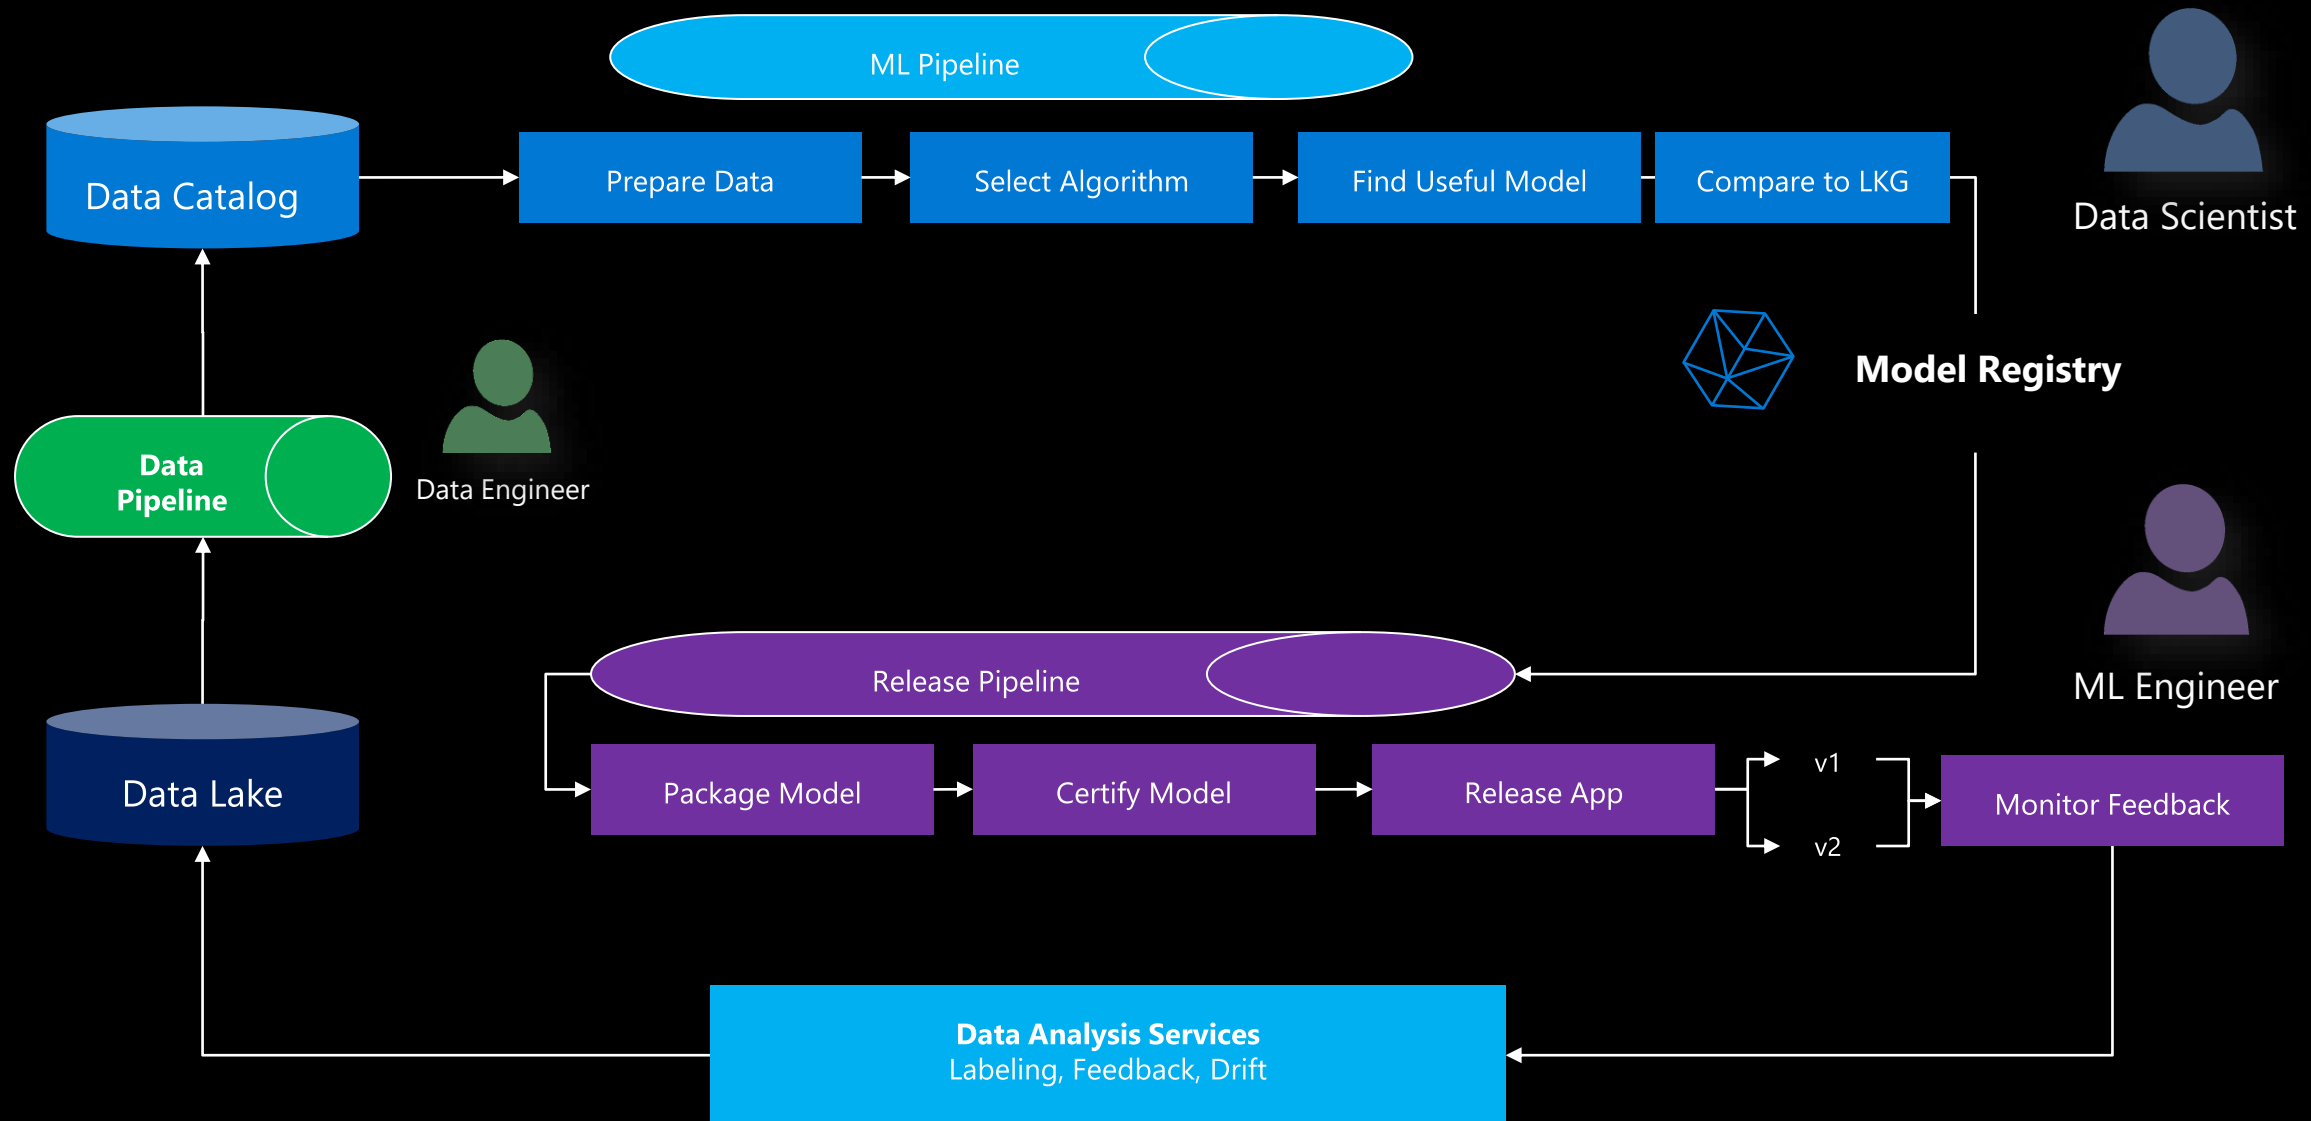 ML Pipeline
Data Catalog
Prepare Data
Select Algorithm
Find Useful Model
Compare to LKG
Data Scientist
Model Registry
Data
Pipeline
Data Engineer
Release Pipeline
ML Engineer
Data Lake
Package Model
Certify Model
Release App
v1
v2
Monitor Feedback
Data Analysis Services
Labeling, Feedback, Drift